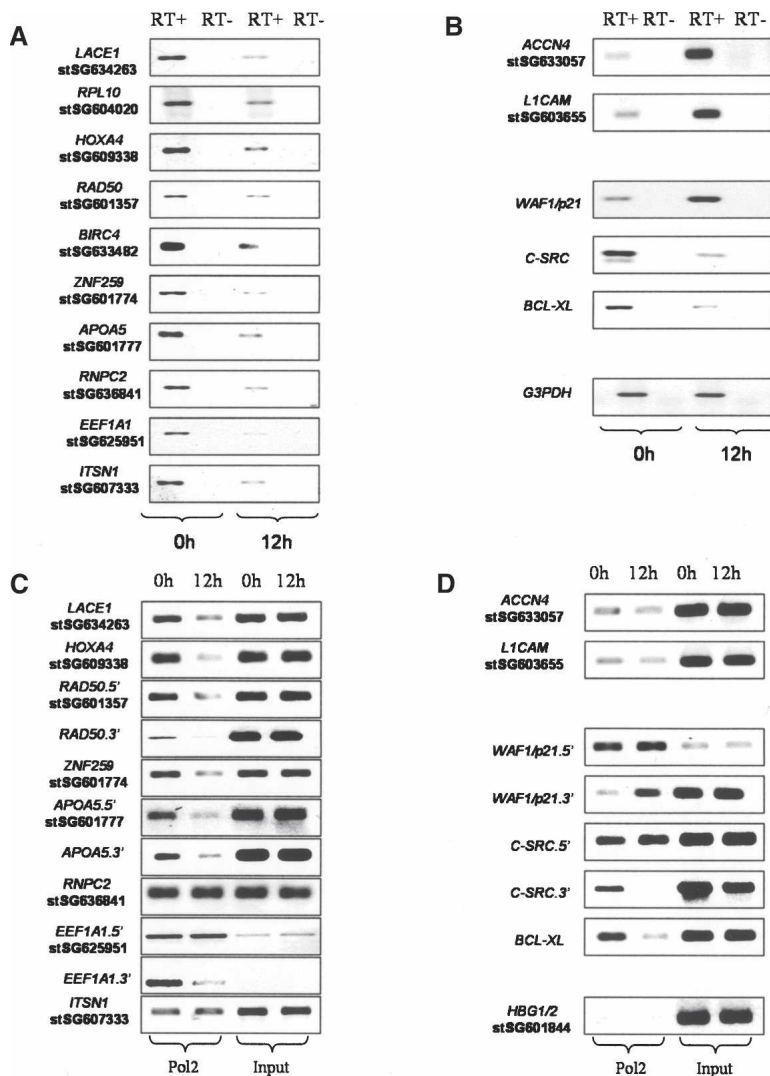 A
RT+ RT- RT+ RT-
LACE1
stSG634263
RPL10
stSG604020
HOXA4
stSG609338
RAD50
stSG601357
BIRC4
stSG633482
ZNF259
stSG601774
APOA5
stSG601777
RNPC2
stSG636841
EEF1A1
stSG625951
ITSN1
stSG607333
0h 12h
B
RT+ RT- RT+ RT-
ACCN4
stSG633057
L1CAM
stSG603655
WAF1/p21
C-SRC
BCL-XL
G3PDH
0h 12h
C
0h 12h 0h 12h
LACE1
stSG634263
HOXA4
stSG609338
RAD50.5'
stSG601357
RAD50.3'
ZNF259
stSG601774
APOA5.5'
stSG601777
APOA5.3'
RNPC2
stSG636841
EEF1A1.5'
stSG625951
EEF1A1.3'
ITSN1
stSG607333
Pol2 Input
D
0h 12h 0h 12h
ACCN4
stSG633057
L1CAM
stSG603655
WAF1/p21.5'
WAF1/p21.3'
C-SRC.5'
C-SRC.3'
BCL-XL
HBG1/2
stSG601844
Pol2 Input